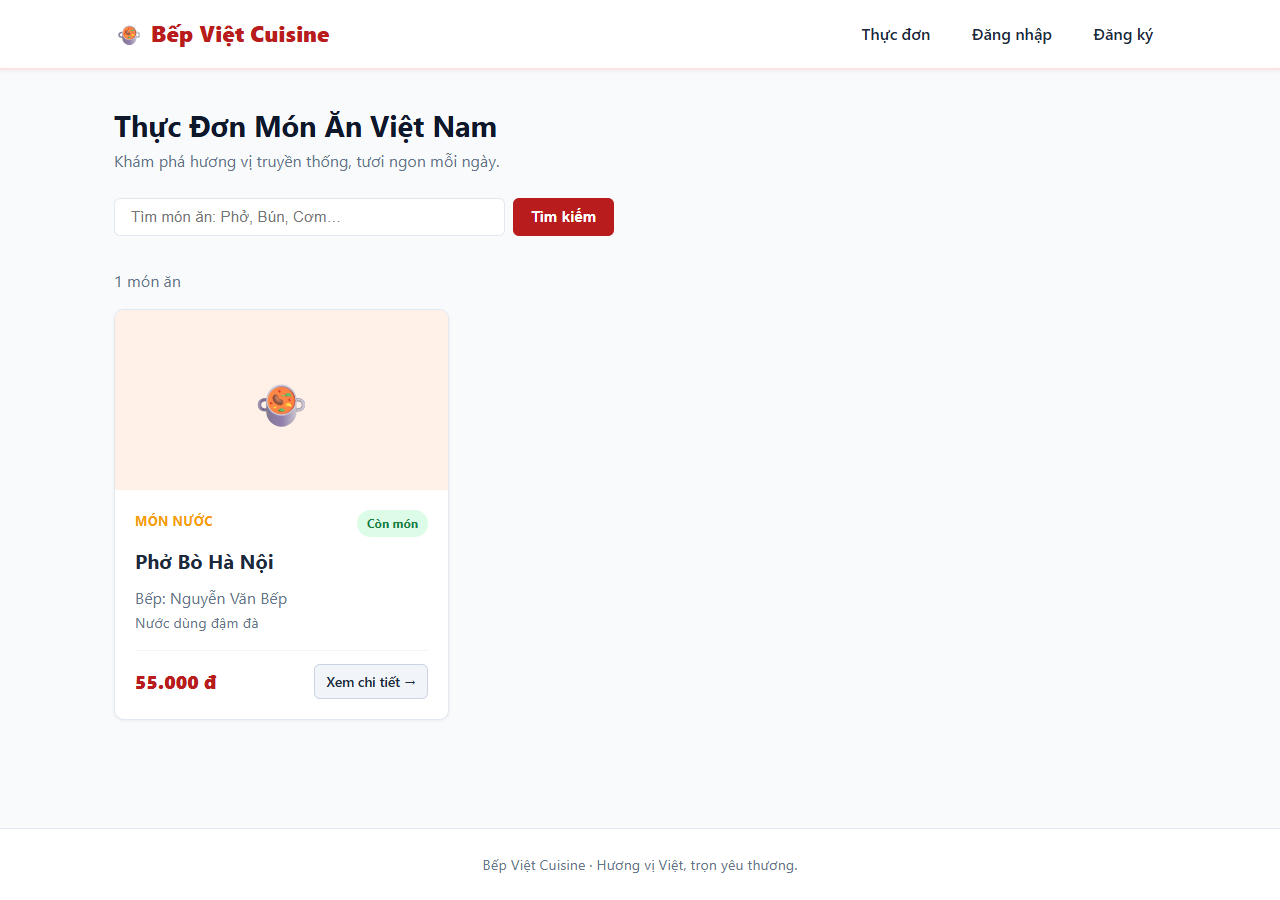 Bếp Việt Cuisine
Thực đơn
Đăng nhập
Đăng ký
Thực Đơn Món Ăn Việt Nam
Khám phá hương vị truyền thống, tươi ngon mỗi ngày.
Tìm món ăn: Phở, Bún, Cơm...
Tìm kiếm
1 món ăn
MÓN NƯỚC
Còn món
Phở Bò Hà Nội
Bếp: Nguyễn Văn Bếp
Nước dùng đậm đà
55.000 đ
Xem chi tiết →
Bếp Việt Cuisine · Hương vị Việt, trọn yêu thương.